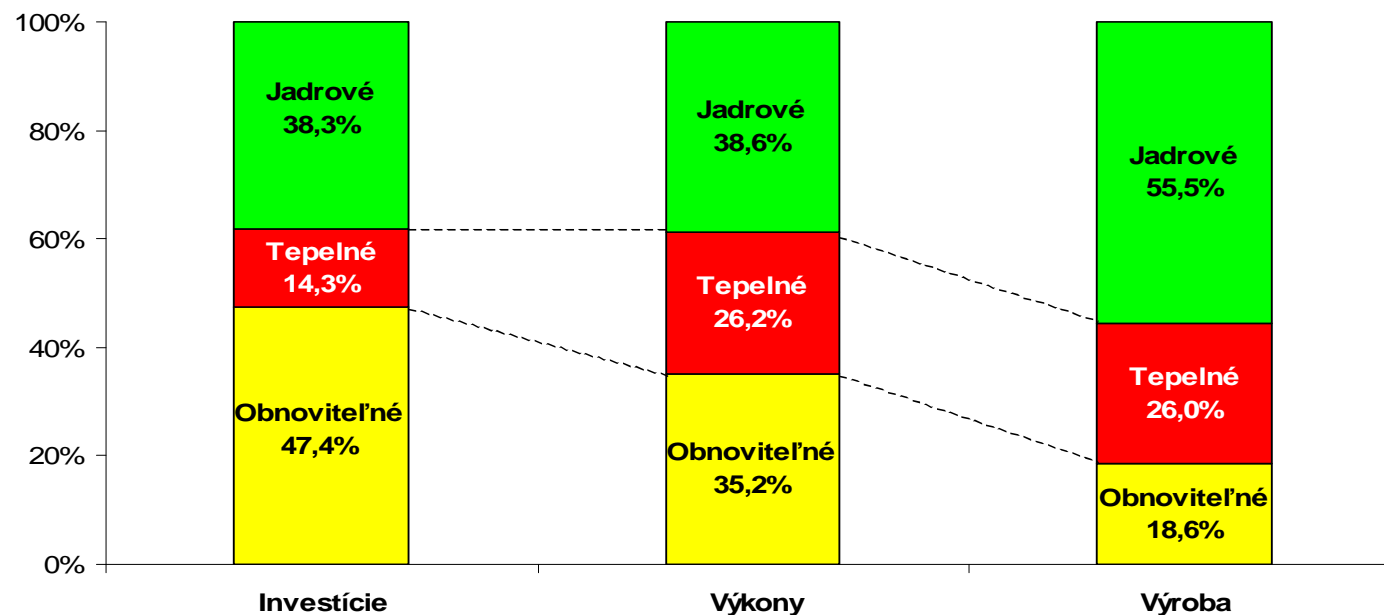 100%
80%
60%
40%
20%
0%
Jadrové
38,3%
Tepelné
14,3%
Obnoviteľné
47,4%
Jadrové
38,6%
Tepelné
26,2%
Obnoviteľné
35,2%
Jadrové
55,5%
Tepelné
26,0%
Obnoviteľné
18,6%
Investície
Výkony
Výroba